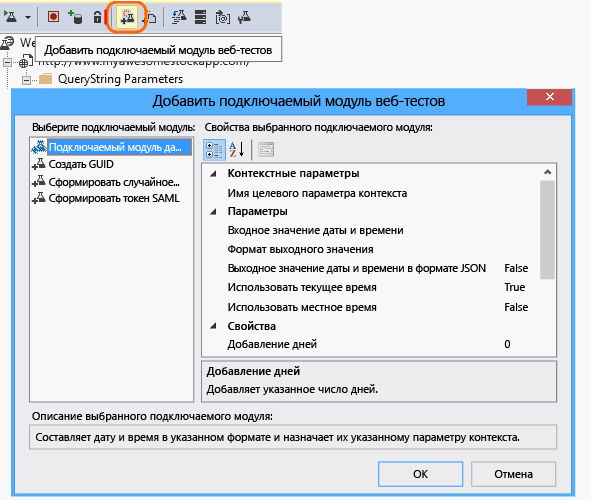 Добавить подключаемый модуль веб-тестов
We
http://www.myawesomestockapp.com/
QueryString Parameters
Добавить подключаемый модуль веб-тестов
Выберите подключаемый модуль:
Свойства выбранного подключаемого модуля:
Подключаемый модуль да...
Создать GUID
Сформировать случайное...
Сформировать токен SAML
Контекстные параметры
Имя целевого параметра контекста
Параметры
Входное значение даты и времени
Формат выходного значения
Выходное значение даты и времени в формате JSON False
Использовать текущее время True
Использовать местное время False
Свойства
Добавление дней 0
Добавление дней
Добавляет указанное число дней.
Описание выбранного подключаемого модуля:
Составляет дату и время в указанном формате и назначает их указанному параметру контекста.
ОК Отмена